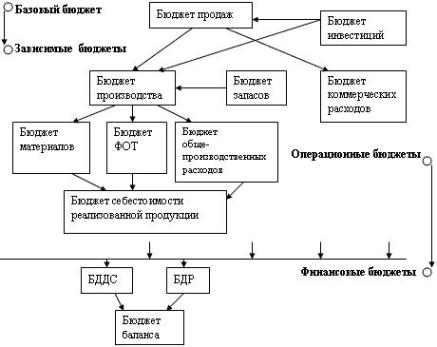 Базовый бюджет
Бюджет продаж
Бюджет
инвестиций
Зависимые бюджеты
Бюджет
производства
Бюджет
запасов
Бюджет
коммерческих
расходов
Бюджет
материалов
Бюджет
ФОТ
Бюджет
обще-
производственных
расходов
Операционные бюджеты
Бюджет себестоимости
реализованной продукции
Финансовые бюджеты
БДДС
БДР
Бюджет
баланса